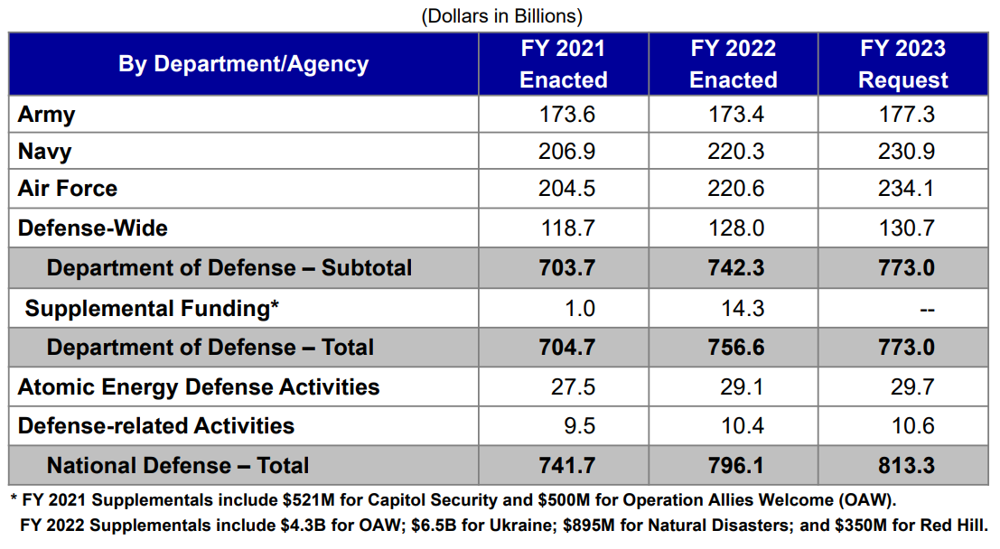 (Dollars in Billions)
By Department/Agency FY 2021 Enacted FY 2022 Enacted FY 2023 Request
Army 173.6 173.4 177.3
Navy 206.9 220.3 230.9
Air Force 204.5 220.6 234.1
Defense-Wide 118.7 128.0 130.7
Department of Defense – Subtotal 703.7 742.3 773.0
Supplemental Funding* 1.0 14.3 --
Department of Defense – Total 704.7 756.6 773.0
Atomic Energy Defense Activities 27.5 29.1 29.7
Defense-related Activities 9.5 10.4 10.6
National Defense – Total 741.7 796.1 813.3
* FY 2021 Supplementals include $521M for Capitol Security and $500M for Operation Allies Welcome (OAW).
FY 2022 Supplementals include $4.3B for OAW; $6.5B for Ukraine; $895M for Natural Disasters; and $350M for Red Hill.